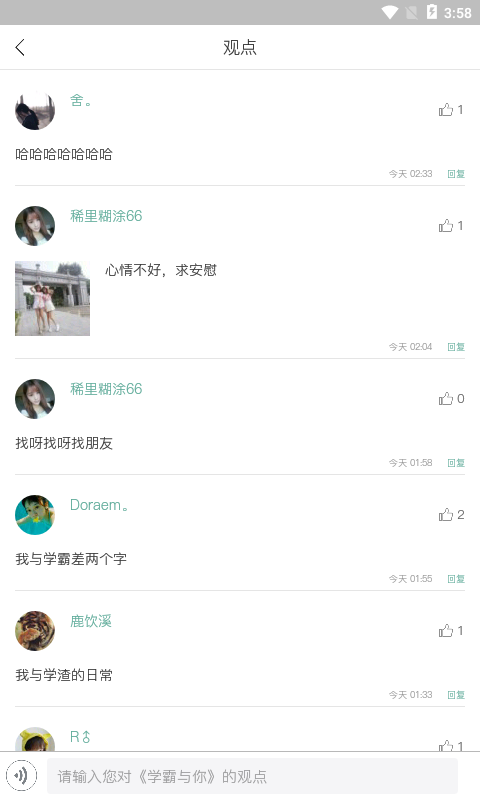 3:58
观点
舍。
1
哈哈哈哈哈哈哈
今天 02:33 回复
稀里糊涂66
1
心情不好，求安慰
今天 02:04 回复
稀里糊涂66
0
找呀找呀找朋友
今天 01:58 回复
Doraem。
2
我与学霸差两个字
今天 01:55 回复
鹿饮溪
1
我与学渣的日常
今天 01:33 回复
R♁
1
请输入您对《学霸与你》的观点